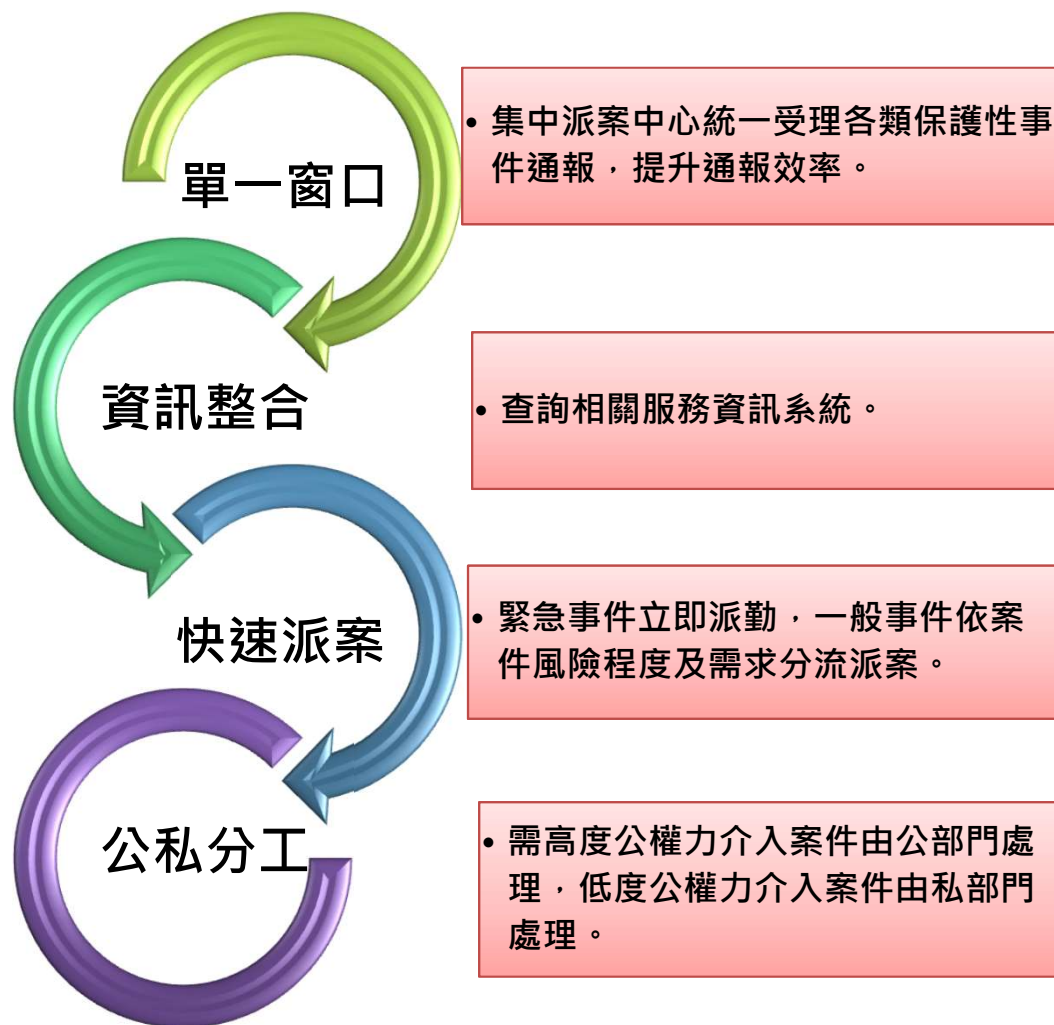 單一窗口
• 集中派案中心統一受理各類保護性事
件通報，提升通報效率。
資訊整合
• 查詢相關服務資訊系統。
快速派案
• 緊急事件立即派勤，一般事件依案
件風險程度及需求分流派案。
公私分工
• 需高度公權力介入案件由公部門處
理，低度公權力介入案件由私部門
處理。